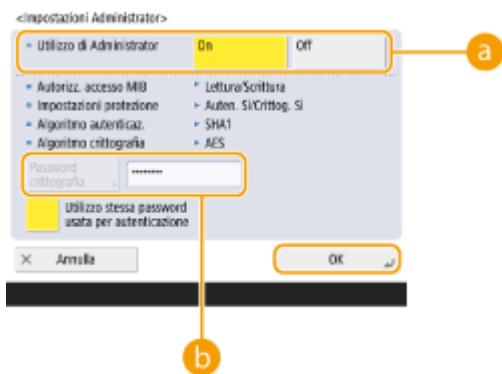 <Impostazioni Administrator>
Utilizzo di Administrator On Off
a
Autorizz. accesso MIB Lettura/Scrittura
Impostazioni protezione Auten. Sì/Crittog. Sì
Algoritmo autenticaz. SHA1
Algoritmo crittografia AES
Password
crittografia ********
Utilizzo stessa password
usata per autenticazione
× Annulla OK
b